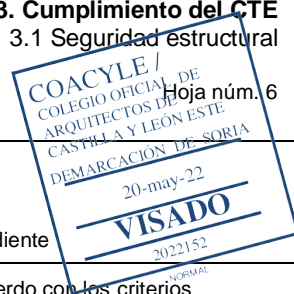 3. Cumplimiento del CTE
3.1 Seguridad estructural
Hoja núm. 6
COACYLE /
COLEGIO OFICIAL DE
ARQUITECTOS DE
CASTILLA Y LEÓN ESTE
DEMARCACIÓN DE SORIA
20-may-22
VISADO
2022152
NORMAL
diente
erdo con los criterios